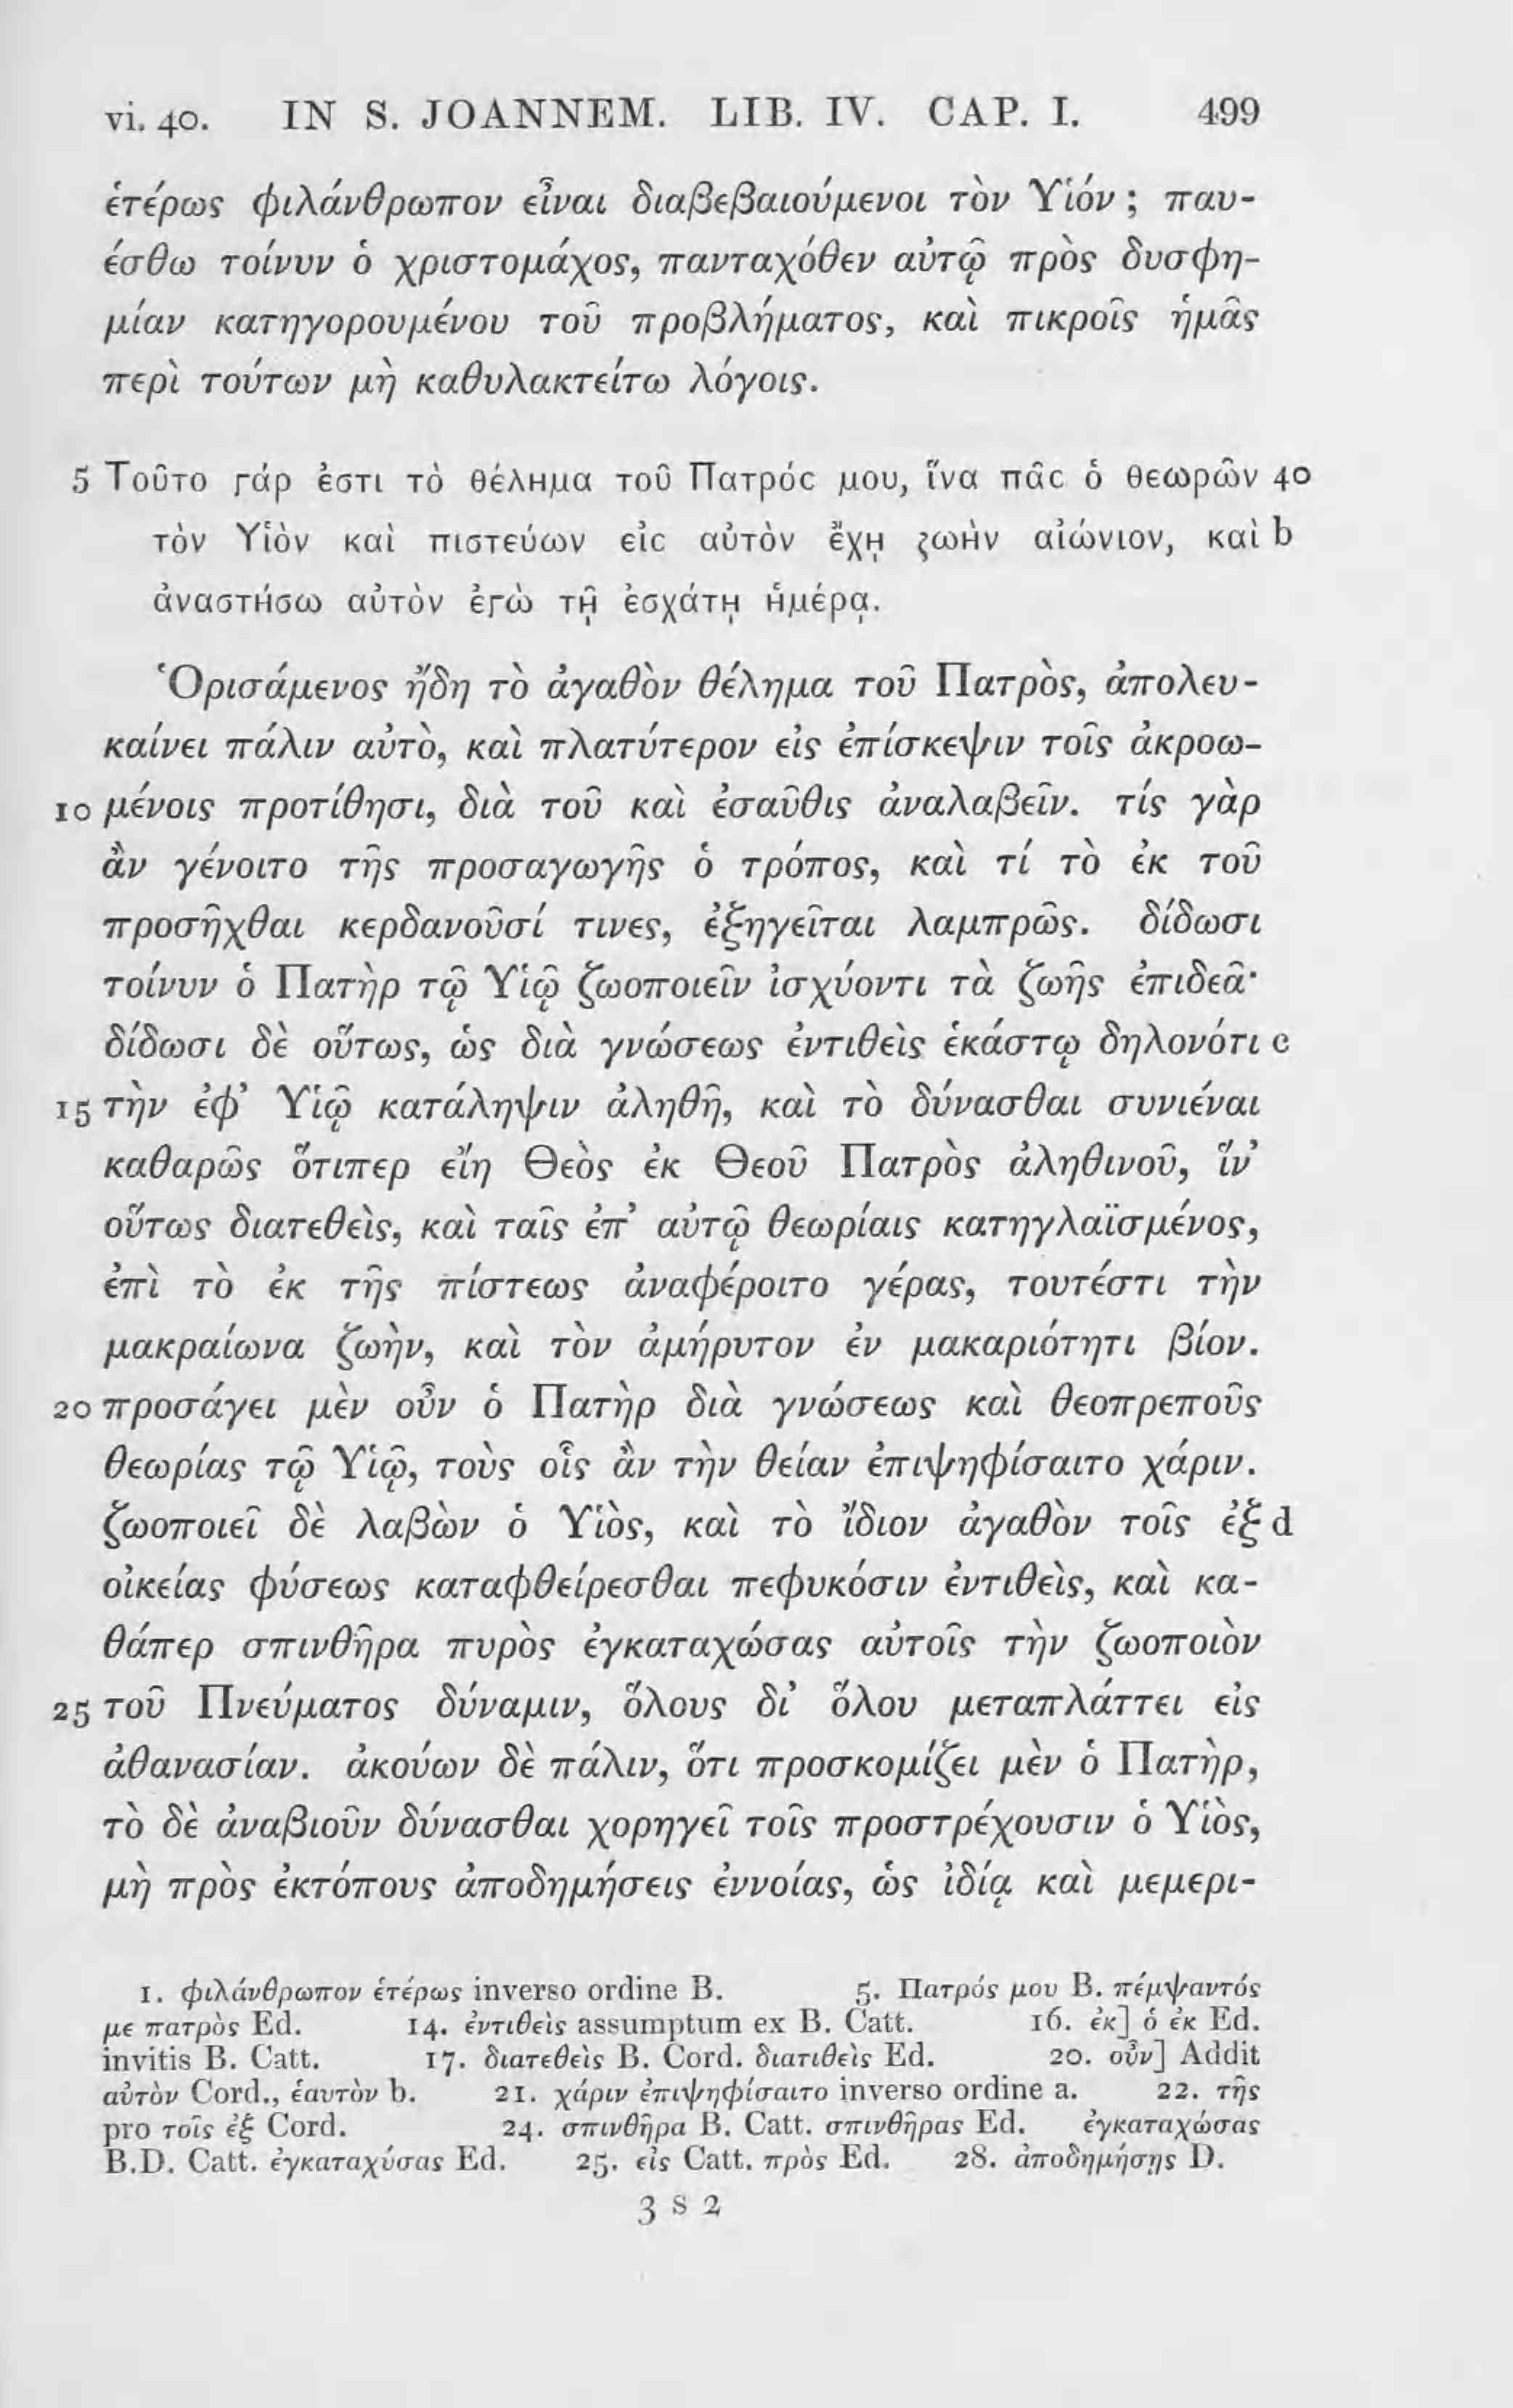 vi. 40. IN S. JOANNEM. LIB. IV. CAP. I. 499
ἑτέρως φιλάνθρωπον εἶναι διαβεβαιούμενοι τὸν Υἱόν ; παυ-
έσθω τοίνυν ὁ χριστομάχος, πανταχόθεν αὐτῷ πρὸς δυσφη-
μίαν κατηγορουμένου τοῦ προβλήματος, καὶ πικροῖς ἡμᾶς
περὶ τούτων μὴ καθυλακτείτω λόγοις.
5 Τοῦτο γάρ ἐστι τὸ θέλημα τοῦ Πατρός μου, ἵνα πᾶς ὁ θεωρῶν 40
τὸν Υἱὸν καὶ πιστεύων εἰς αὐτὸν ἔχῃ ζωὴν αἰώνιον, καὶ b
ἀναστήσω αὐτὸν ἐγὼ τῇ ἐσχάτῃ ἡμέρᾳ.
Ὁρισάμενος ἤδη τὸ ἀγαθὸν θέλημα τοῦ Πατρὸς, ἀπολευ-
καίνει πάλιν αὐτὸ, καὶ πλατύτερον εἰς ἐπίσκεψιν τοῖς ἀκροω-
10 μένοις προτίθησι, διὰ τοῦ καὶ ἐσαῦθις ἀναλαβεῖν. τίς γὰρ
ἂν γένοιτο τῆς προσαγωγῆς ὁ τρόπος, καὶ τί τὸ ἐκ τοῦ
προσῆχθαι κερδανοῦσί τινες, ἐξηγεῖται λαμπρῶς. δίδωσι
τοίνυν ὁ Πατὴρ τῷ Υἱῷ ζωοποιεῖν ἰσχύοντι τὰ ζωῆς ἐπιδεᾶ·
δίδωσι δὲ οὕτως, ὡς διὰ γνώσεως ἐντιθεὶς ἑκάστῳ δηλονότι c
15 τὴν ἐφ’ Υἱῷ κατάληψιν ἀληθῆ, καὶ τὸ δύνασθαι συνιέναι
καθαρῶς ὅτιπερ εἴη Θεὸς ἐκ Θεοῦ Πατρὸς ἀληθινοῦ, ἵν’
οὕτως διατεθεὶς, καὶ ταῖς ἐπ’ αὐτῷ θεωρίαις κατηγλαϊσμένος,
ἐπὶ τὸ ἐκ τῆς πίστεως ἀναφέροιτο γέρας, τουτέστι τὴν
μακραίωνα ζωὴν, καὶ τὸν ἀμήρυτον ἐν μακαριότητι βίον.
20 προσάγει μὲν οὖν ὁ Πατὴρ διὰ γνώσεως καὶ θεοπρεποῦς
θεωρίας τῷ Υἱῷ, τοὺς οἷς ἂν τὴν θείαν ἐπιψηφίσαιτο χάριν.
ζωοποιεῖ δὲ λαβὼν ὁ Υἱὸς, καὶ τὸ ἴδιον ἀγαθὸν τοῖς ἐξ d
οἰκείας φύσεως καταφθείρεσθαι πεφυκόσιν ἐντιθεὶς, καὶ κα-
θάπερ σπινθῆρα πυρὸς ἐγκαταχώσας αὐτοῖς τὴν ζωοποιὸν
25 τοῦ Πνεύματος δύναμιν, ὅλους δι’ ὅλου μεταπλάττει εἰς
ἀθανασίαν. ἀκούων δὲ πάλιν, ὅτι προσκομίζει μὲν ὁ Πατὴρ,
τὸ δὲ ἀναβιοῦν δύνασθαι χορηγεῖ τοῖς προστρέχουσιν ὁ Υἱὸς,
μὴ πρὸς ἐκτόπους ἀποδημήσεις ἐννοίας, ὡς ἰδίᾳ καὶ μεμερι-
1. φιλάνθρωπον ἑτέρως inverso ordine B. 5. Πατρός μου B. πέμψαντός
με πατρὸς Ed. 14. ἐντιθεὶς assumptum ex B. Catt. 16. ἐκ] ὁ ἐκ Ed.
invitis B. Catt. 17. διατεθεὶς B. Cord. διατιθεὶς Ed. 20. οὖν] Addit
αὐτὸν Cord., ἑαυτὸν b. 21. χάριν ἐπιψηφίσαιτο inverso ordine a. 22. τῆς
pro τοῖς ἐξ Cord. 24. σπινθῆρα B. Catt. σπινθῆρας Ed. ἐγκαταχώσας
B.D. Catt. ἐγκαταχύσας Ed. 25. εἰς Catt. πρὸς Ed. 28. ἀποδημήσῃς D.
3 S 2